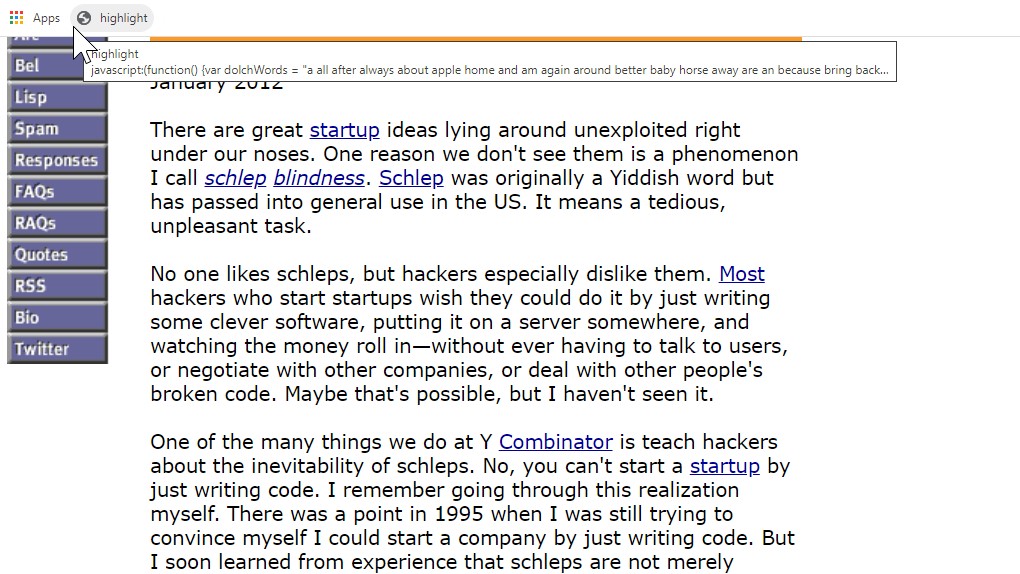 Apps highlight
highlight
javascript:(function() {var dolchWords = "a all after always about apple home and am again around better baby horse away are an because bring back...
Bel
Lisp
Spam
Responses
FAQs
RAQs
Quotes
RSS
Bio
Twitter
January 2012
There are great startup ideas lying around unexploited right
under our noses. One reason we don't see them is a phenomenon
I call schlep blindness. Schlep was originally a Yiddish word but
has passed into general use in the US. It means a tedious,
unpleasant task.
No one likes schleps, but hackers especially dislike them. Most
hackers who start startups wish they could do it by just writing
some clever software, putting it on a server somewhere, and
watching the money roll in—without ever having to talk to users,
or negotiate with other companies, or deal with other people's
broken code. Maybe that's possible, but I haven't seen it.
One of the many things we do at Y Combinator is teach hackers
about the inevitability of schleps. No, you can't start a startup by
just writing code. I remember going through this realization
myself. There was a point in 1995 when I was still trying to
convince myself I could start a company by just writing code. But
I soon learned from experience that schleps are not merely